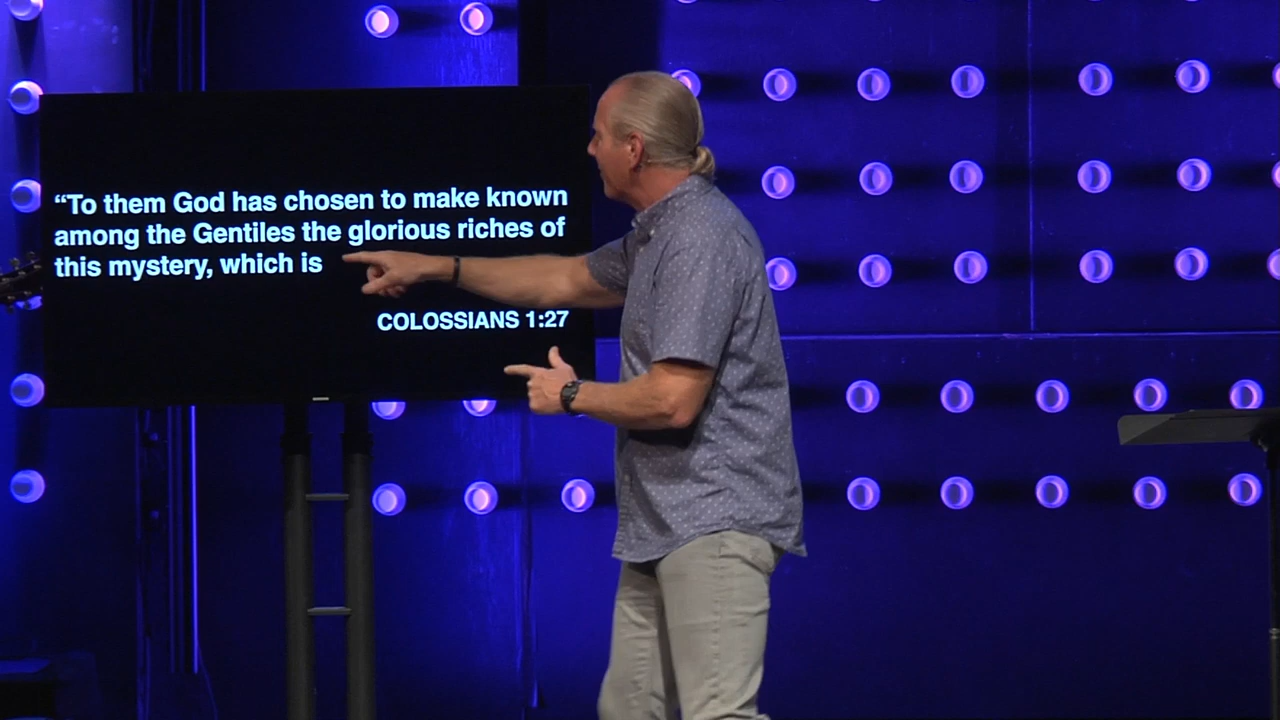 “To them God has chosen to make known
among the Gentiles the glorious riches of
this mystery, which is
COLOSSIANS 1:27